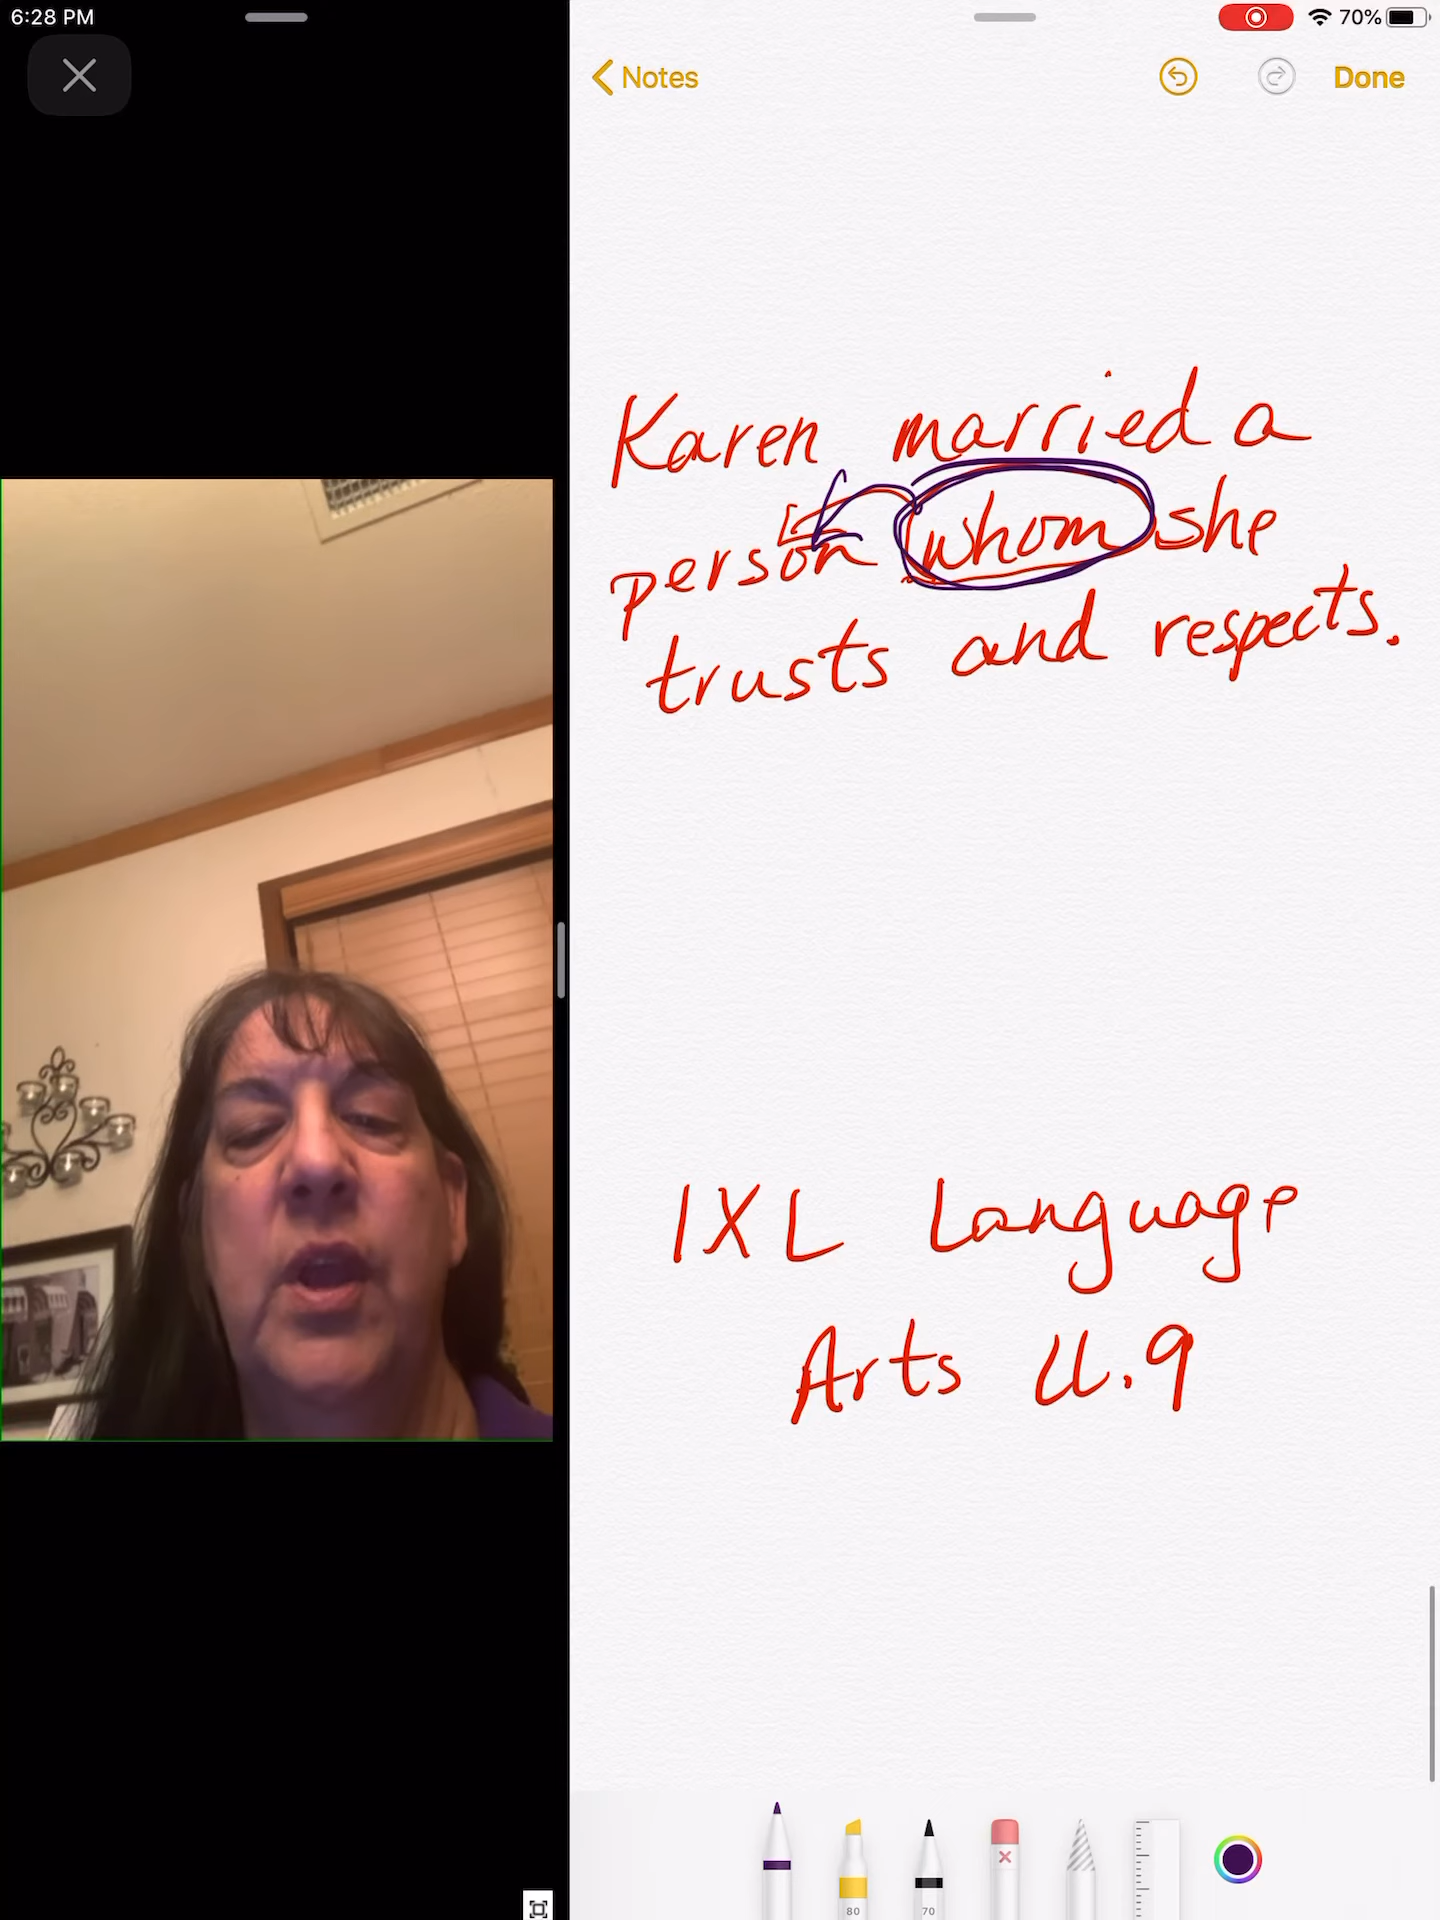 6:28 PM
70%
Notes
Done
Karen married a
person whom she
trusts and respects.
IXL Language
Arts U.9
80
70